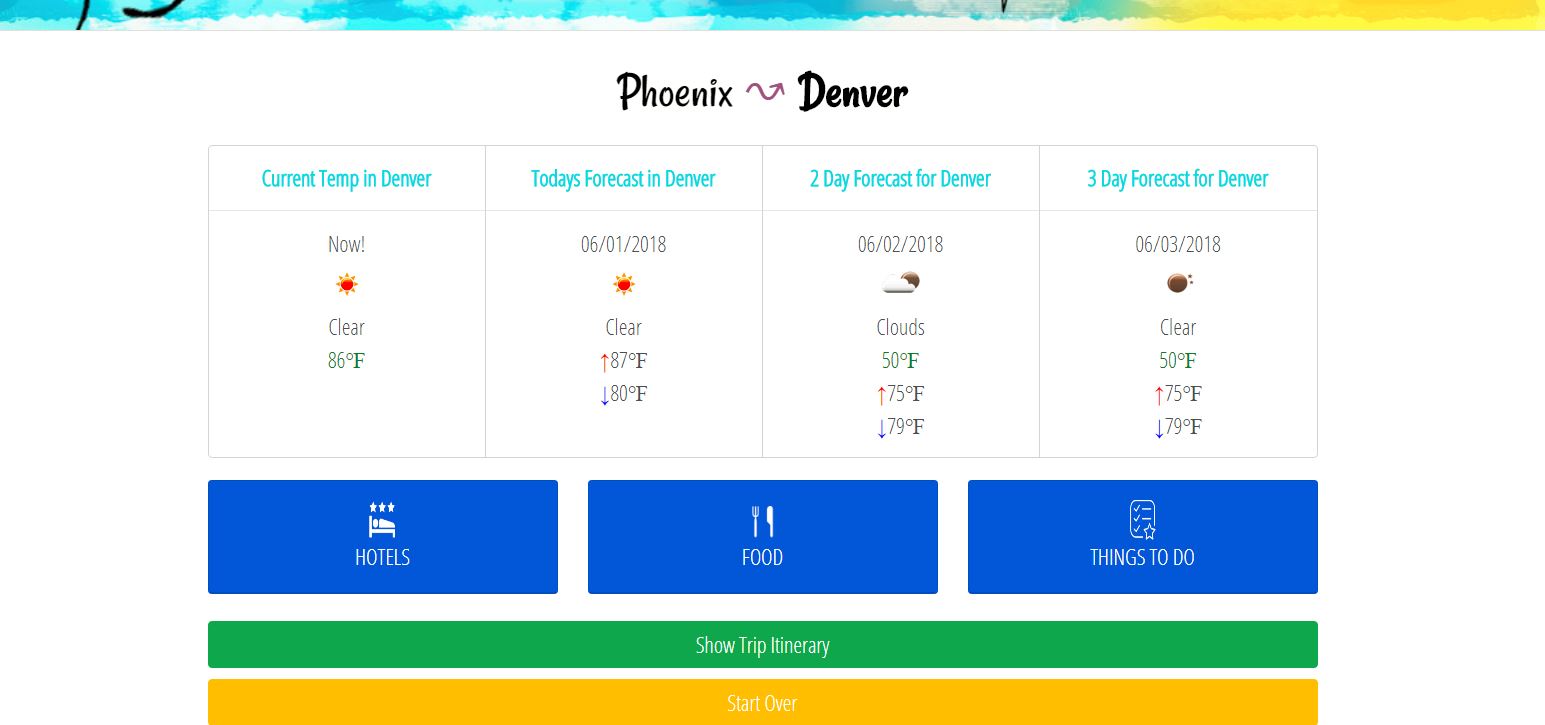 Phoenix Denver
Current Temp in Denver
Now!
Clear
86°F
Todays Forecast in Denver
06/01/2018
Clear
↑87°F
↓80°F
2 Day Forecast for Denver
06/02/2018
Clouds
50°F
↑75°F
↓79°F
3 Day Forecast for Denver
06/03/2018
Clear
50°F
↑75°F
↓79°F
HOTELS
FOOD
THINGS TO DO
Show Trip Itinerary
Start Over